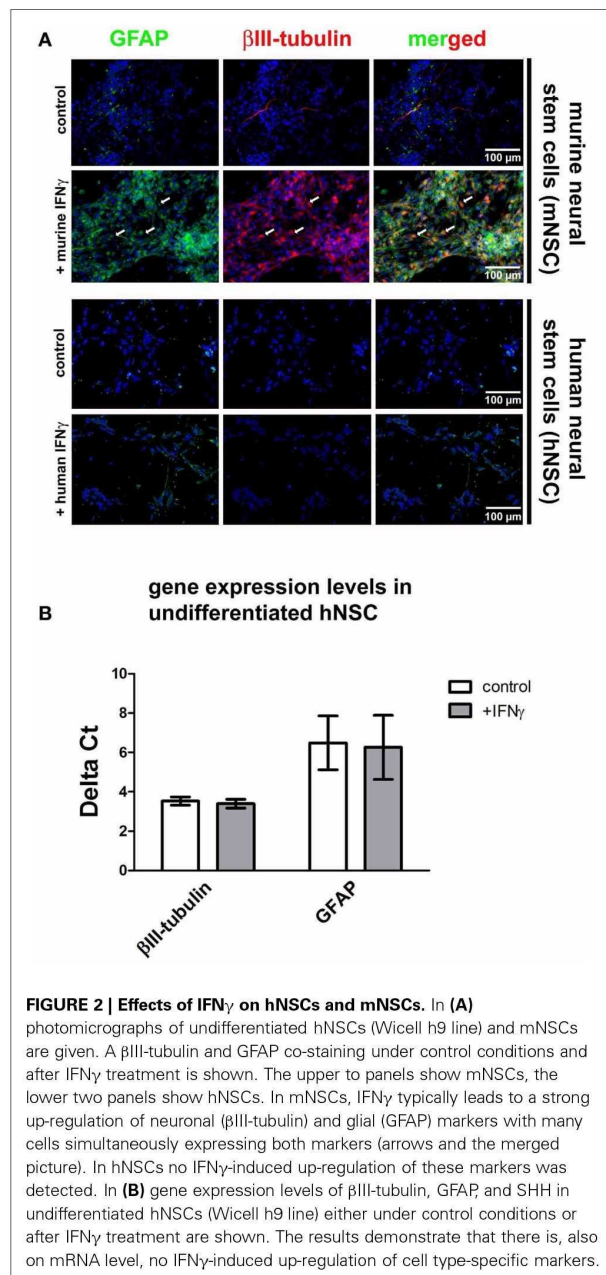 A
GFAP βIII-tubulin merged
control
100 µm
+ murine IFNγ
100 µm
murine neural
stem cells (mNSC)
control
100 µm
+ human IFNγ
100 µm
human neural
stem cells (hNSC)
gene expression levels in
undifferentiated hNSC
B
10
8
6
4
2
0
Delta Ct
control
+IFNγ
βIII-tubulin
GFAP
FIGURE 2 | Effects of IFNγ on hNSCs and mNSCs. In (A)
photomicrographs of undifferentiated hNSCs (Wicell h9 line) and mNSCs
are given. A βIII-tubulin and GFAP co-staining under control conditions and
after IFNγ treatment is shown. The upper to panels show mNSCs, the
lower two panels show hNSCs. In mNSCs, IFNγ typically leads to a strong
up-regulation of neuronal (βIII-tubulin) and glial (GFAP) markers with many
cells simultaneously expressing both markers (arrows and the merged
picture). In hNSCs no IFNγ-induced up-regulation of these markers was
detected. In (B) gene expression levels of βIII-tubulin, GFAP, and SHH in
undifferentiated hNSCs (Wicell h9 line) either under control conditions or
after IFNγ treatment are shown. The results demonstrate that there is, also
on mRNA level, no IFNγ-induced up-regulation of cell type-specific markers.